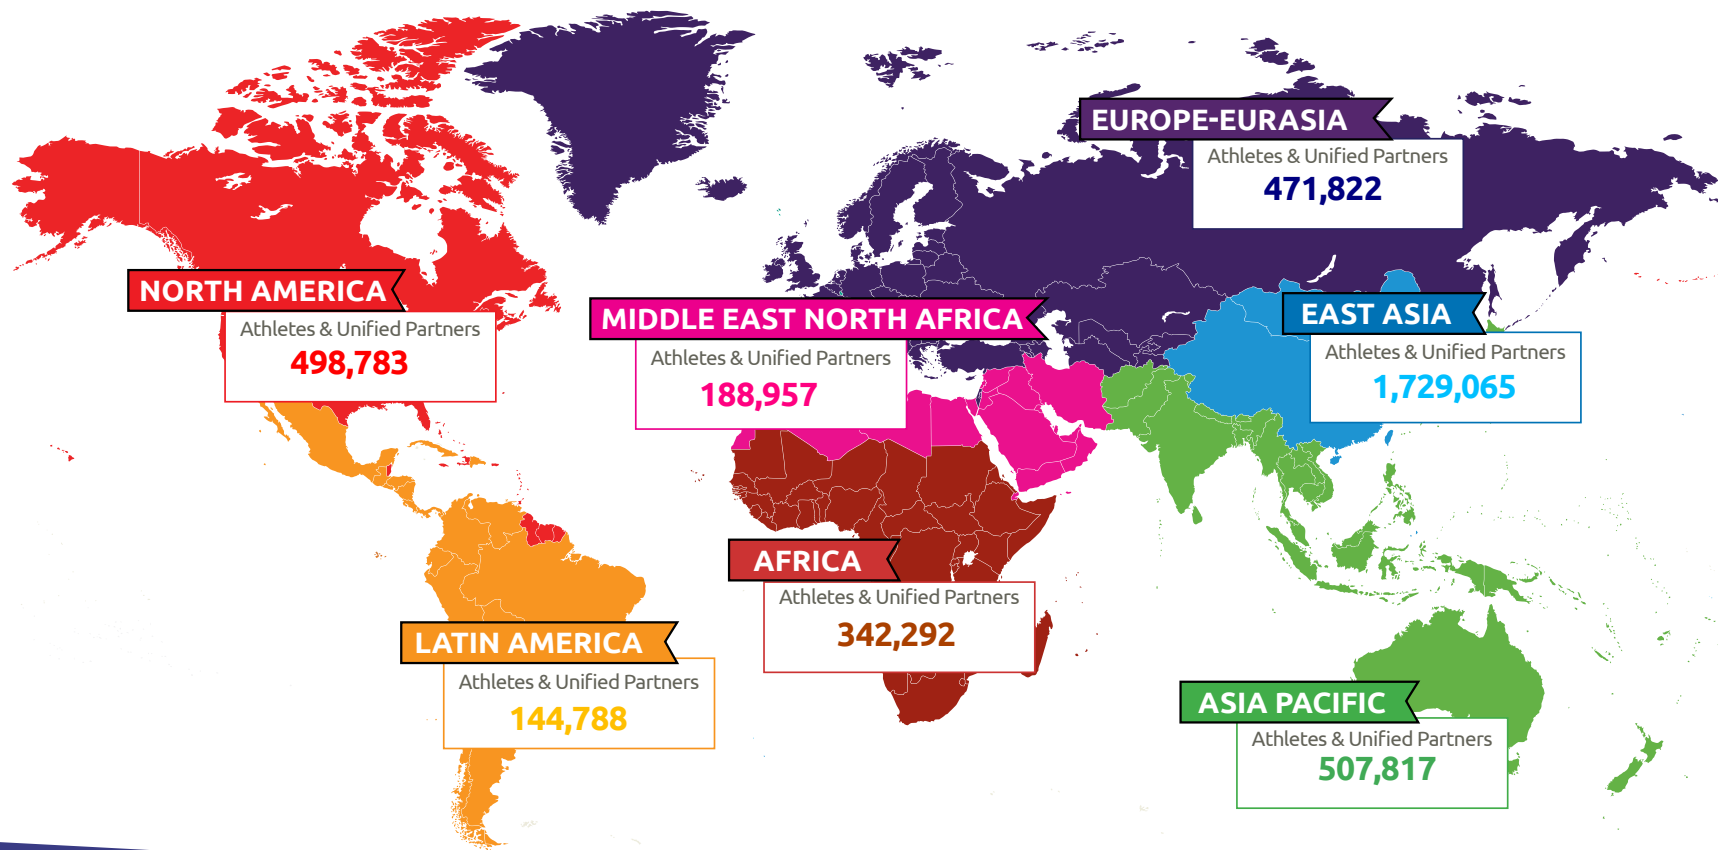 EUROPE-EURASIA
Athletes & Unified Partners
471,822
NORTH AMERICA
Athletes & Unified Partners
498,783
MIDDLE EAST NORTH AFRICA
Athletes & Unified Partners
188,957
EAST ASIA
Athletes & Unified Partners
1,729,065
AFRICA
Athletes & Unified Partners
342,292
LATIN AMERICA
Athletes & Unified Partners
144,788
ASIA PACIFIC
Athletes & Unified Partners
507,817